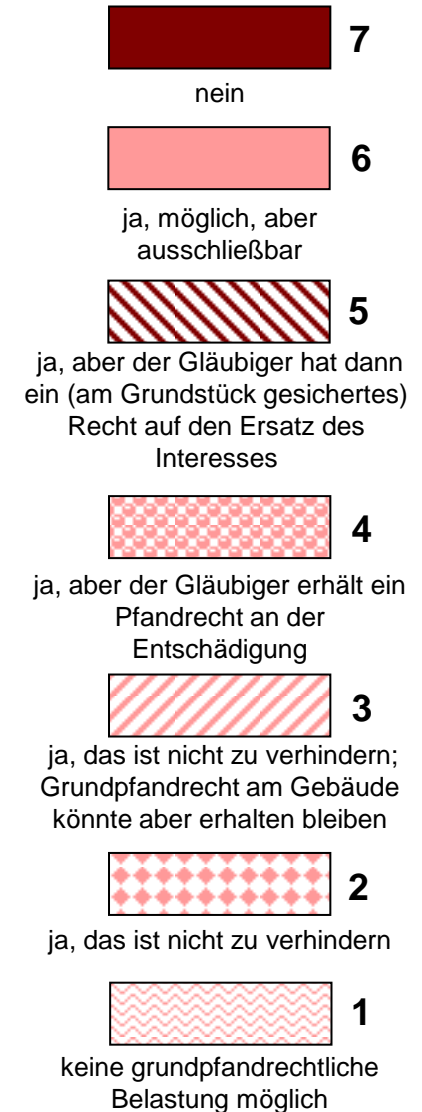 7
nein
6
ja, möglich, aber
ausschließbar
5
ja, aber der Gläubiger hat dann
ein (am Grundstück gesichertes)
Recht auf den Ersatz des
Interesses
4
ja, aber der Gläubiger erhält ein
Pfandrecht an der
Entschädigung
3
ja, das ist nicht zu verhindern;
Grundpfandrecht am Gebäude
könnte aber erhalten bleiben
2
ja, das ist nicht zu verhindern
1
keine grundpfandrechtliche
Belastung möglich